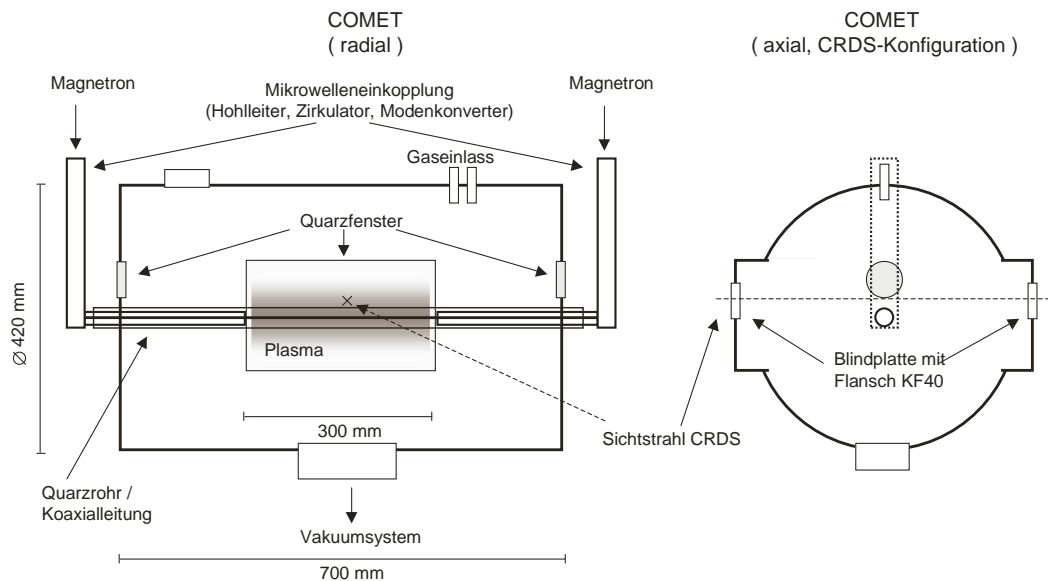 COMET
( radial )
COMET
( axial, CRDS-Konfiguration )
Magnetron
Mikrowelleneinkopplung
(Hohlleiter, Zirkulator, Modenkonverter)
Magnetron
Gaseinlass
Quarzfenster
Ø 420 mm
Plasma
Blindplatte mit
Flansch KF40
300 mm
Sichtstrahl CRDS
Quarzrohr /
Koaxialleitung
Vakuumsystem
700 mm